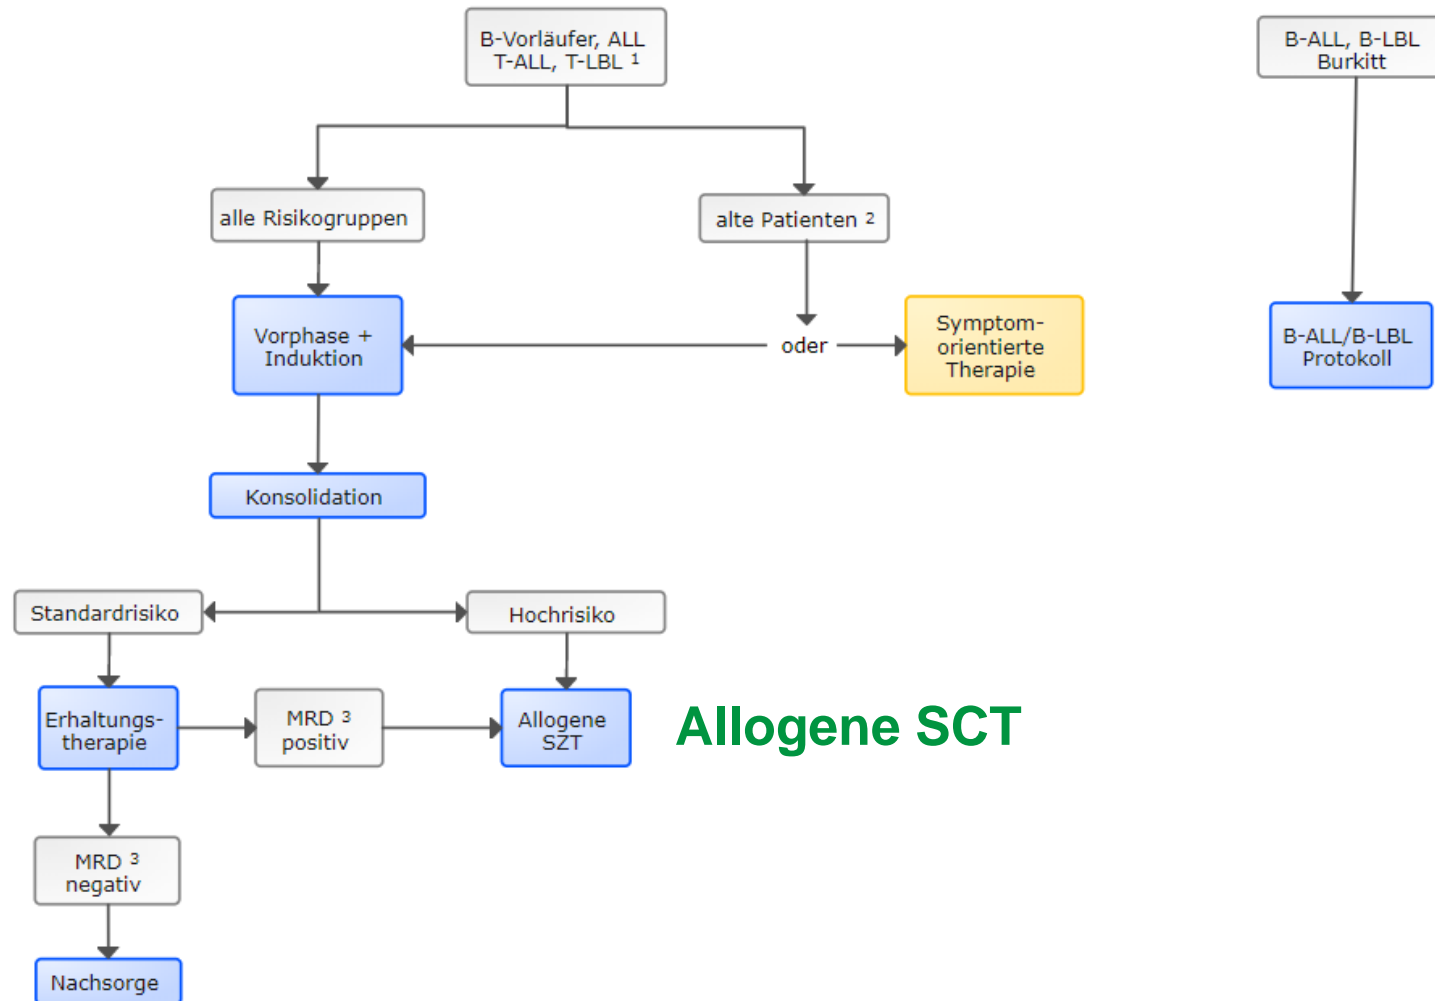 B-Vorläufer, ALL
T-ALL, T-LBL 1
B-ALL, B-LBL
Burkitt
alle Risikogruppen
alte Patienten 2
Vorphase +
Induktion
oder
Symptom-
orientierte
Therapie
B-ALL/B-LBL
Protokoll
Konsolidation
Standardrisiko
Hochrisiko
Erhaltungs-
therapie
MRD 3
positiv
Allogene
SZT
Allogene SCT
MRD 3
negativ
Nachsorge